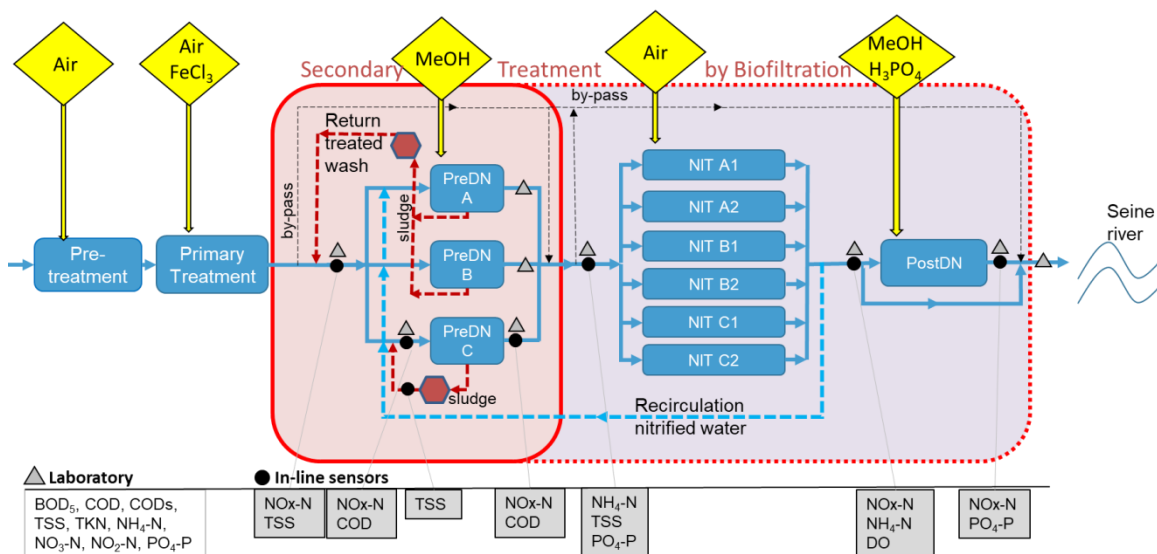 Air
Air
FeCl₃
MeOH
Air
MeOH
H₃PO₄
Secondary Treatment by Biofiltration
by-pass
by-pass
Return
treated
wash
by-pass
sludge
PreDN
A
PreDN
B
PreDN
C
sludge
NIT A1
NIT A2
NIT B1
NIT B2
NIT C1
NIT C2
Pre-
treatment
Primary
Treatment
PostDN
Seine
river
Recirculation
nitrified water
Laboratory
In-line sensors
BOD₅, COD, CODs,
TSS, TKN, NH₄-N,
NO₃-N, NO₂-N, PO₄-P
NOx-N
TSS
NOx-N
COD
TSS
NOx-N
COD
NH₄-N
TSS
PO₄-P
NOx-N
NH₄-N
DO
NOx-N
PO₄-P